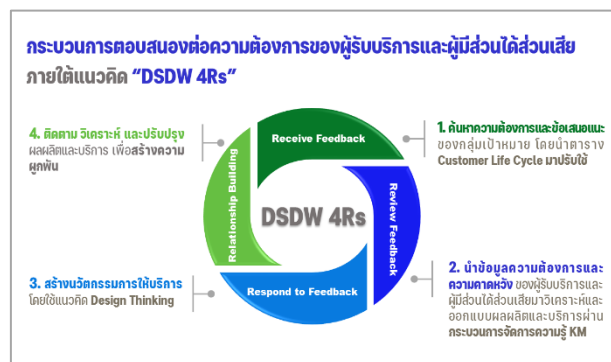 กระบวนการตอบสนองต่อความต้องการของผู้รับบริการและผู้มีส่วนได้ส่วนเสีย
ภายใต้แนวคิด “DSDW 4Rs”
4. ติดตาม วิเคราะห์ และปรับปรุง
ผลผลิตและบริการ เพื่อสร้างความ
ผูกพัน
Receive Feedback
1. ค้นหาความต้องการและข้อเสนอแนะ
ของกลุ่มเป้าหมาย โดยนำตาราง
Customer Life Cycle มาปรับใช้
Relationship Building
DSDW 4Rs
Review Feedback
3. สร้างนวัตกรรมการให้บริการ
โดยใช้แนวคิด Design Thinking
Respond to Feedback
2. นำข้อมูลความต้องการและ
ความคาดหวัง ของผู้รับบริการและ
ผู้มีส่วนได้ส่วนเสียมาวิเคราะห์และ
ออกแบบผลผลิตและบริการผ่าน
กระบวนการจัดการความรู้ KM